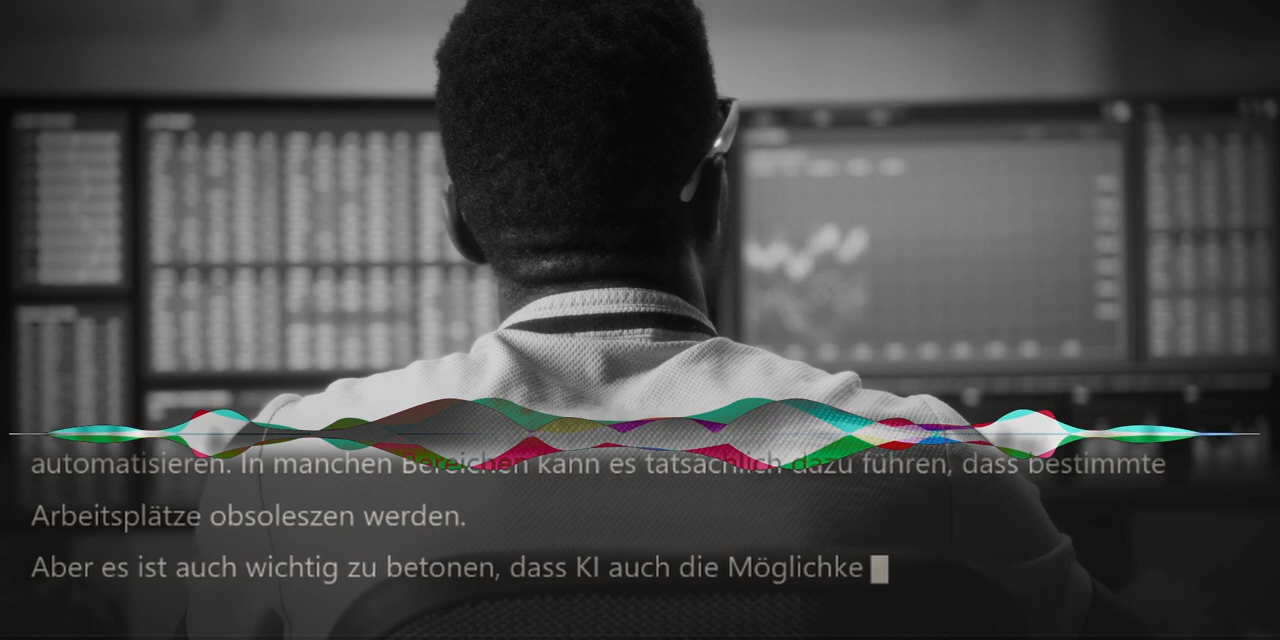 automatisieren. In manchen Bereichen kann es tatsächlich dazu führen, dass bestimmte
Arbeitsplätze obsoleszen werden.
Aber es ist auch wichtig zu betonen, dass KI auch die Möglichke